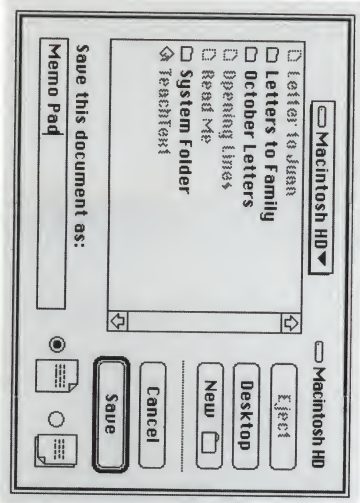 Macintosh HD
Letter to Juan
Letters to Family
October Letters
Opening Lines
Read Me
System Folder
TeachText
Save this document as:
Memo Pad
Macintosh HD
Eject
Desktop
New
Cancel
Save